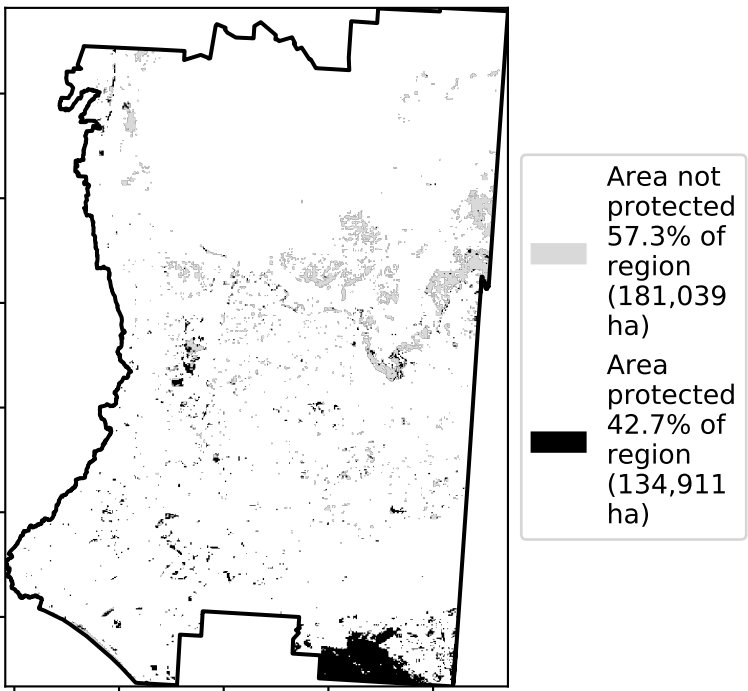 Area not
protected
57.3% of
region
(181,039
ha)
Area
protected
42.7% of
region
(134,911
ha)